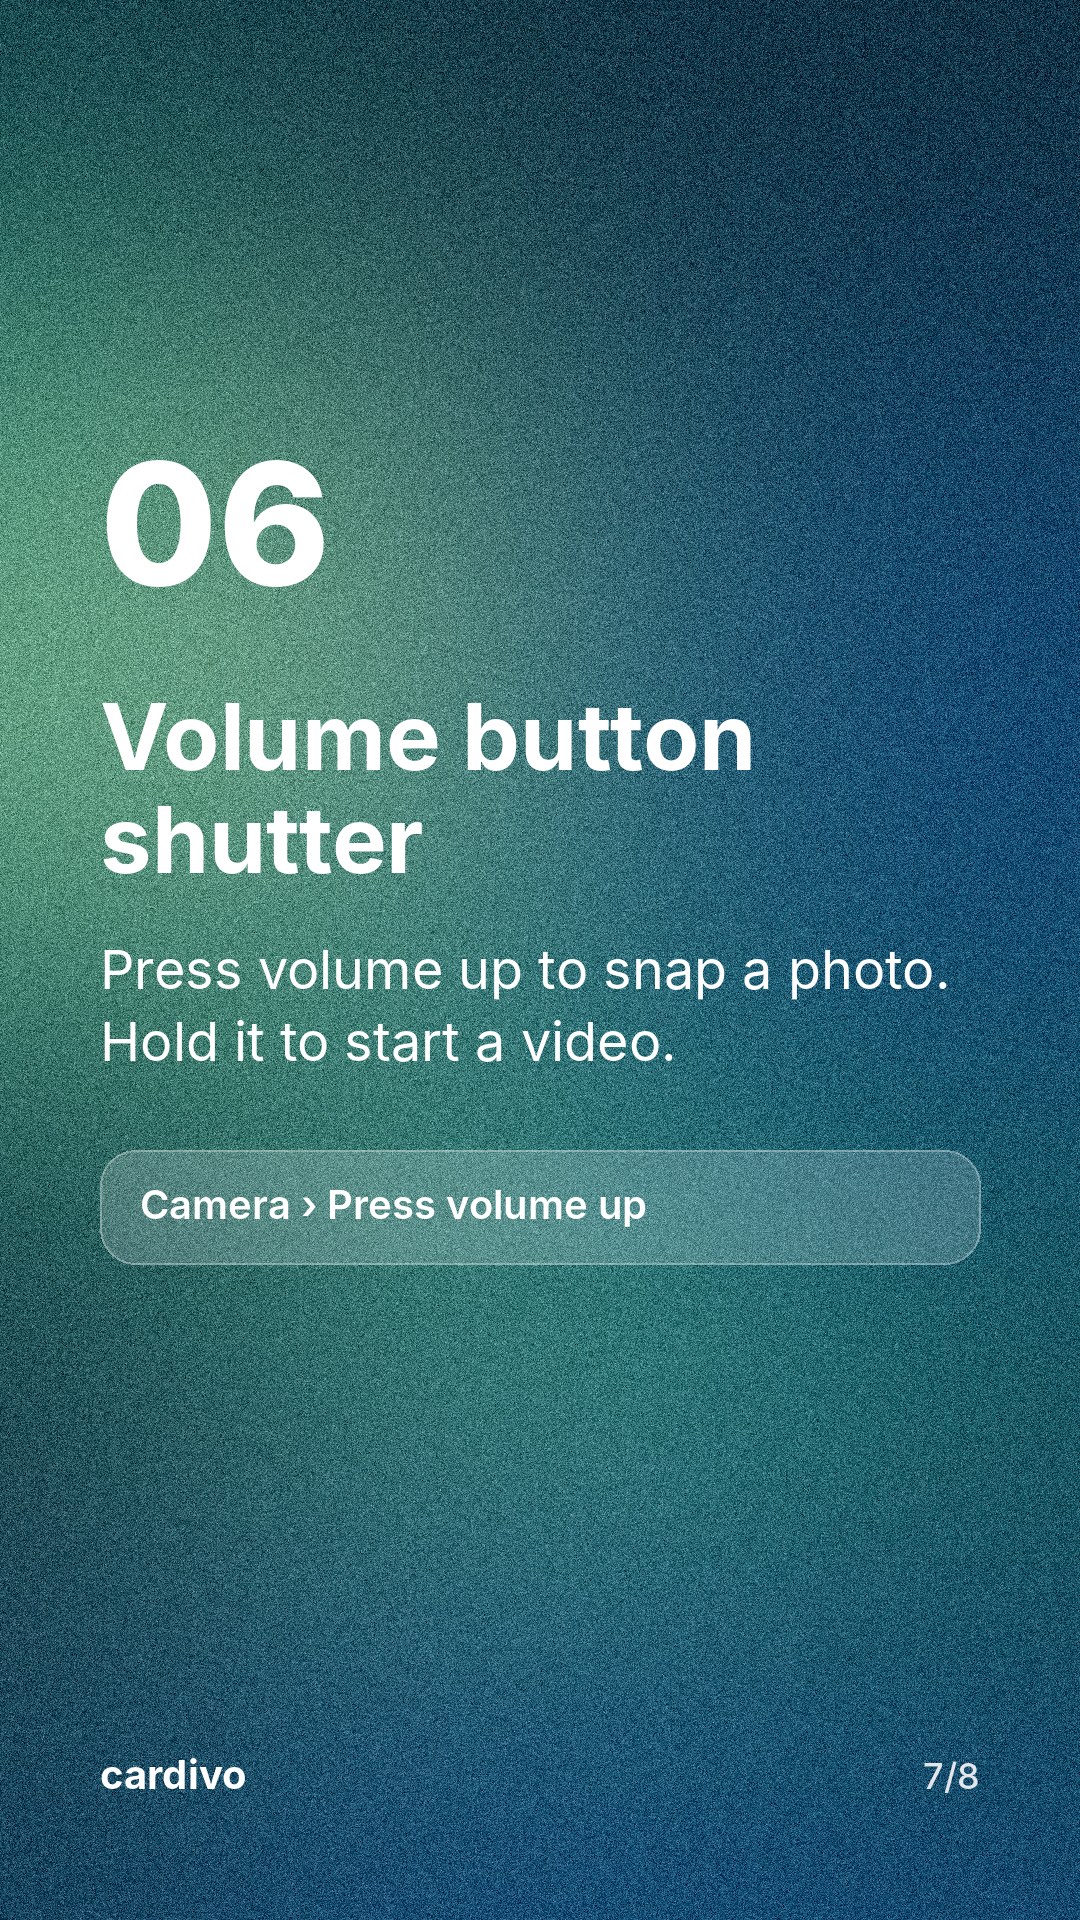 06
Volume button
shutter
Press volume up to snap a photo.
Hold it to start a video.
Camera › Press volume up
cardivo
7/8